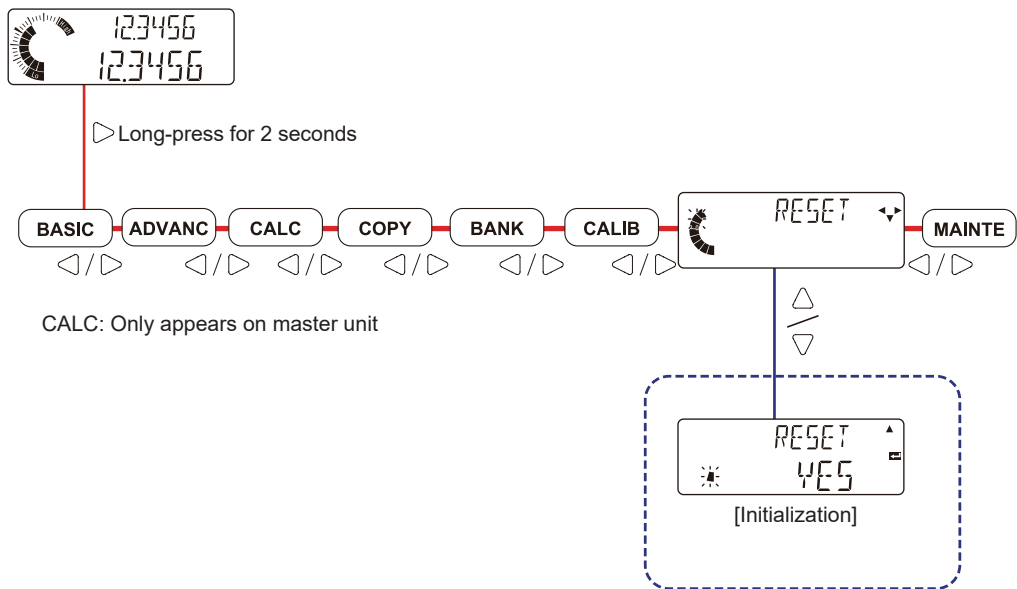 12.3456
12.3456
Lo
Long-press for 2 seconds
BASIC ADVANC CALC COPY BANK CALIB RESET MAINTE
/ / / / / / /
CALC: Only appears on master unit
RESET
YES
[Initialization]